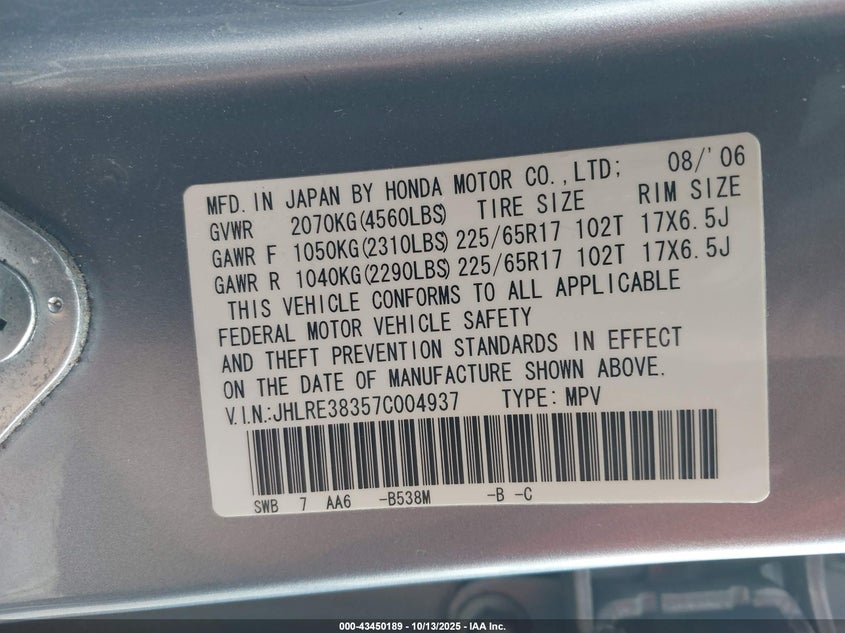 MFD. IN JAPAN BY HONDA MOTOR CO.,LTD; 08/'06
GVWR 2070KG(4560LBS) TIRE SIZE RIM SIZE
GAWR F 1050KG(2310LBS) 225/65R17 102T 17X6.5J
GAWR R 1040KG(2290LBS) 225/65R17 102T 17X6.5J
THIS VEHICLE CONFORMS TO ALL APPLICABLE
FEDERAL MOTOR VEHICLE SAFETY
AND THEFT PREVENTION STANDARDS IN EFFECT
ON THE DATE OF MANUFACTURE SHOWN ABOVE.
V.I.N.:JHLRE38357C004937 TYPE: MPV
SWB 7 AA6 -B538M -B -C
000-43450189 - 10/13/2025 - IAA Inc.